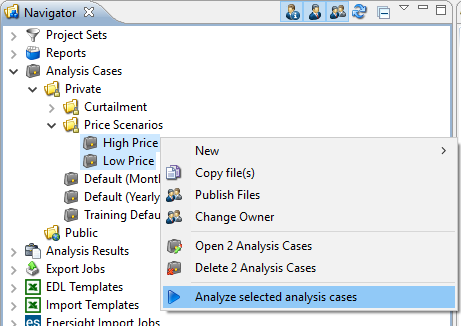 Navigator
Project Sets
Reports
Analysis Cases
Private
Curtailment
Price Scenarios
High Price
Low Price
Default (Month
Default (Yearly
Training Defau
Public
Analysis Results
Export Jobs
EDL Templates
Import Templates
es Enersight Import Jobs
New
Copy file(s)
Publish Files
Change Owner
Open 2 Analysis Cases
Delete 2 Analysis Cases
Analyze selected analysis cases